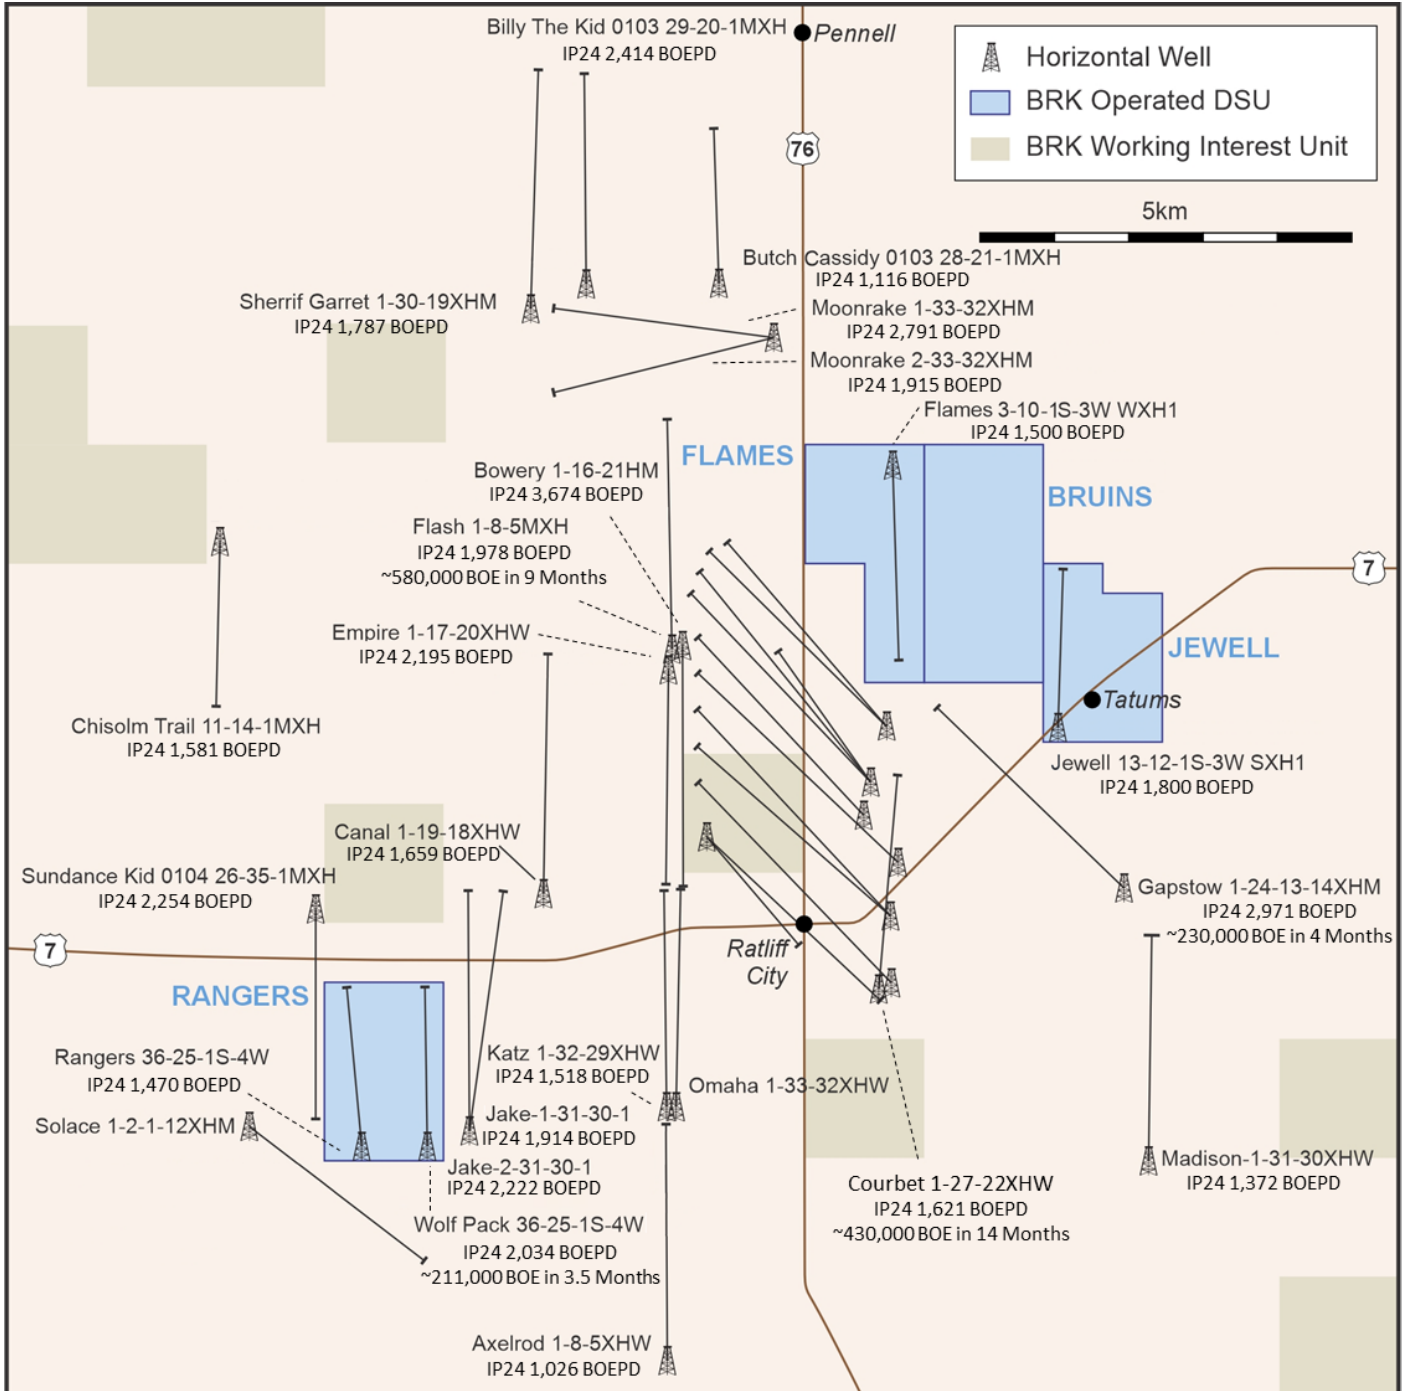 Billy The Kid 0103 29-20-1MXH
IP24 2,414 BOEPD
Pennell
Horizontal Well
BRK Operated DSU
BRK Working Interest Unit
76
5km
Butch Cassidy 0103 28-21-1MXH
IP24 1,116 BOEPD
Sherrif Garret 1-30-19XHM
IP24 1,787 BOEPD
Moonrake 1-33-32XHM
IP24 2,791 BOEPD
Moonrake 2-33-32XHM
IP24 1,915 BOEPD
Flames 3-10-1S-3W WXH1
IP24 1,500 BOEPD
FLAMES
BRUINS
Bowery 1-16-21HM
IP24 3,674 BOEPD
Flash 1-8-5MXH
IP24 1,978 BOEPD
~580,000 BOE in 9 Months
7
Empire 1-17-20XHW
IP24 2,195 BOEPD
JEWELL
Tatums
Chisolm Trail 11-14-1MXH
IP24 1,581 BOEPD
Jewell 13-12-1S-3W SXH1
IP24 1,800 BOEPD
Canal 1-19-18XHW
IP24 1,659 BOEPD
Sundance Kid 0104 26-35-1MXH
IP24 2,254 BOEPD
Gapstow 1-24-13-14XHM
IP24 2,971 BOEPD
~230,000 BOE in 4 Months
7
Ratliff
City
RANGERS
Rangers 36-25-1S-4W
IP24 1,470 BOEPD
Katz 1-32-29XHW
IP24 1,518 BOEPD
Omaha 1-33-32XHW
Solace 1-2-1-12XHM
Jake-1-31-30-1
IP24 1,914 BOEPD
Jake-2-31-30-1
IP24 2,222 BOEPD
Madison-1-31-30XHW
IP24 1,372 BOEPD
Courbet 1-27-22XHW
IP24 1,621 BOEPD
~430,000 BOE in 14 Months
Wolf Pack 36-25-1S-4W
IP24 2,034 BOEPD
~211,000 BOE in 3.5 Months
Axelrod 1-8-5XHW
IP24 1,026 BOEPD